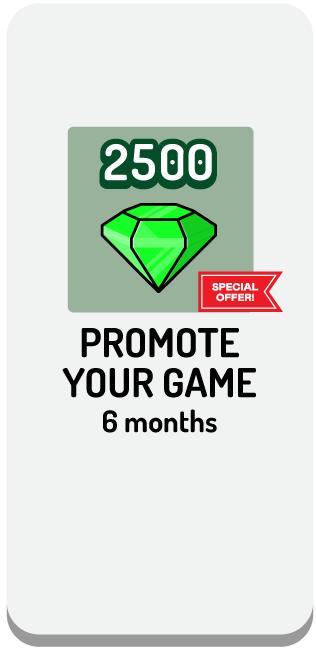 2500
SPECIAL
OFFER!
PROMOTE
YOUR GAME
6 months